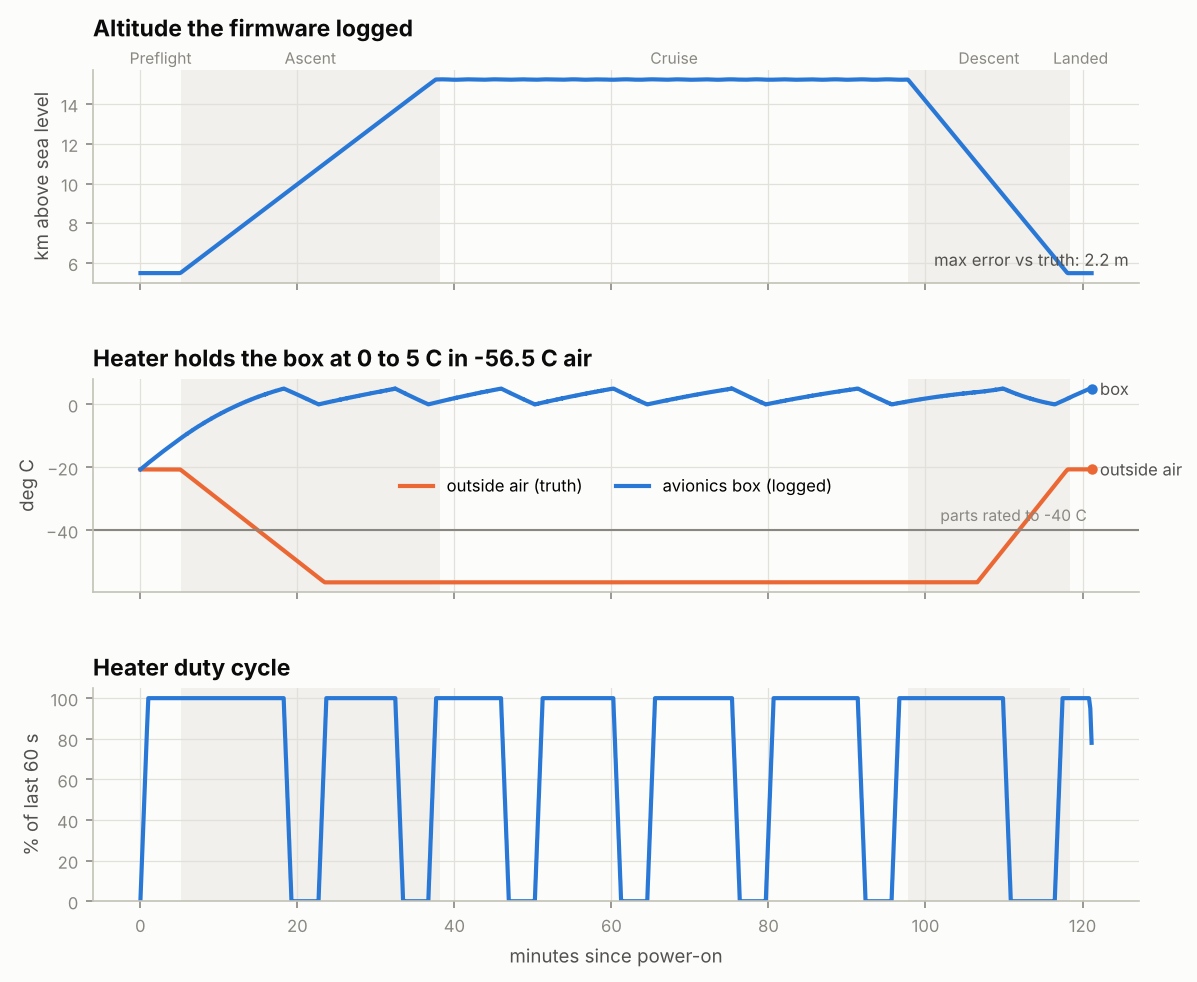 Altitude the firmware logged
Preflight Ascent Cruise Descent Landed
km above sea level
14
12
10
8
6
max error vs truth: 2.2 m
Heater holds the box at 0 to 5 C in -56.5 C air
deg C
0
−20
−40
box
outside air
outside air (truth) avionics box (logged)
parts rated to -40 C
Heater duty cycle
% of last 60 s
100
80
60
40
20
0
0 20 40 60 80 100 120
minutes since power-on